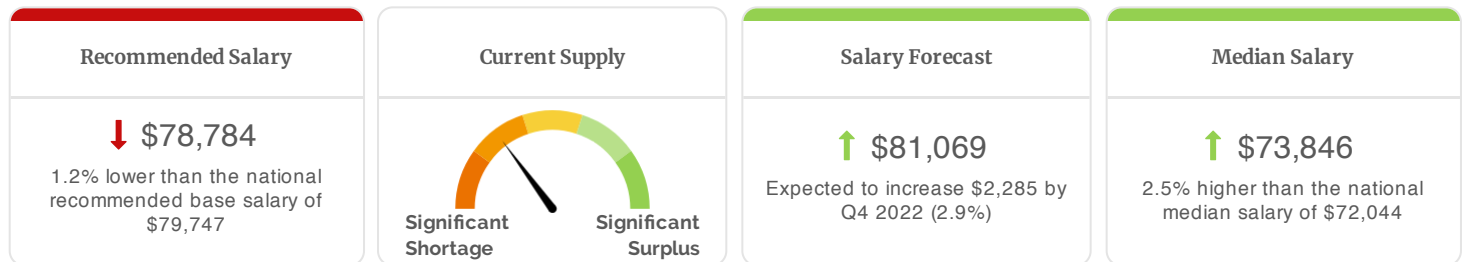 Recommended Salary
$78,784
1.2% lower than the national
recommended base salary of
$79,747
Current Supply
Significant
Shortage
Significant
Surplus
Salary Forecast
$81,069
Expected to increase $2,285 by
Q4 2022 (2.9%)
Median Salary
$73,846
2.5% higher than the national
median salary of $72,044